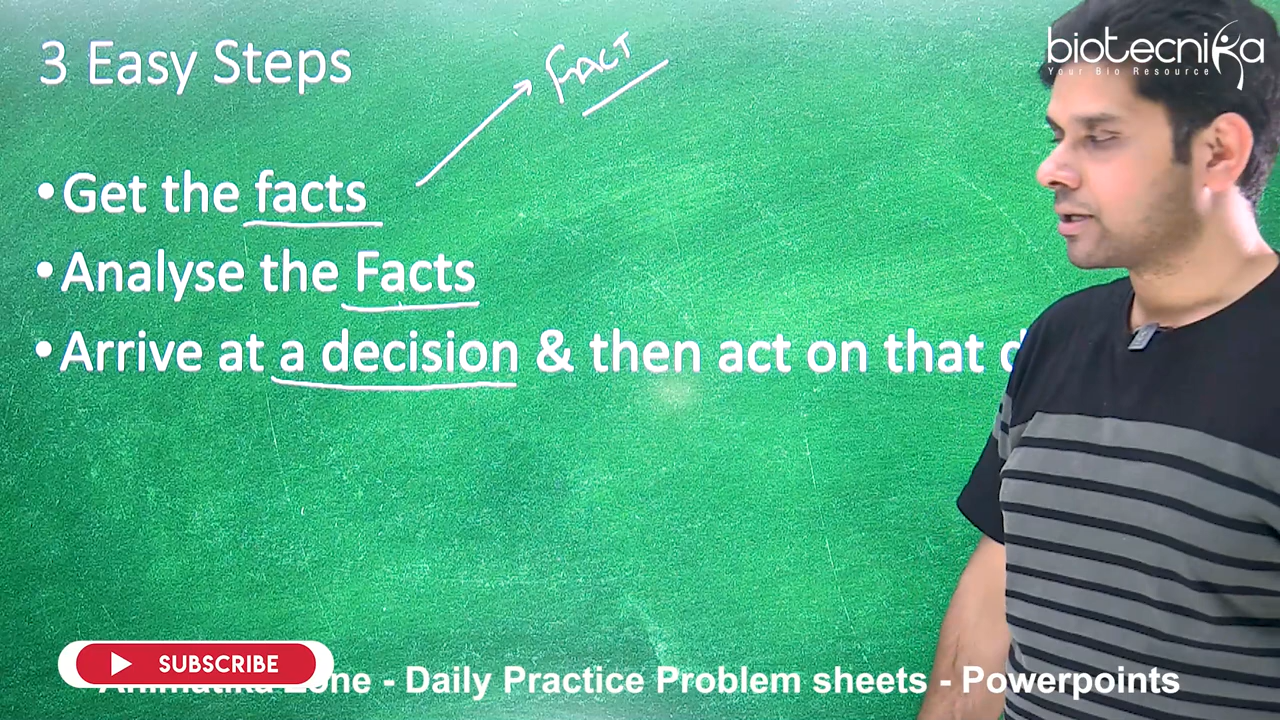 3 Easy Steps
FACT
biotecnika
Your Bio Resource
•Get the facts
•Analyse the Facts
•Arrive at a decision & then act on that
SUBSCRIBE
Zone - Daily Practice Problem sheets - Powerpoints